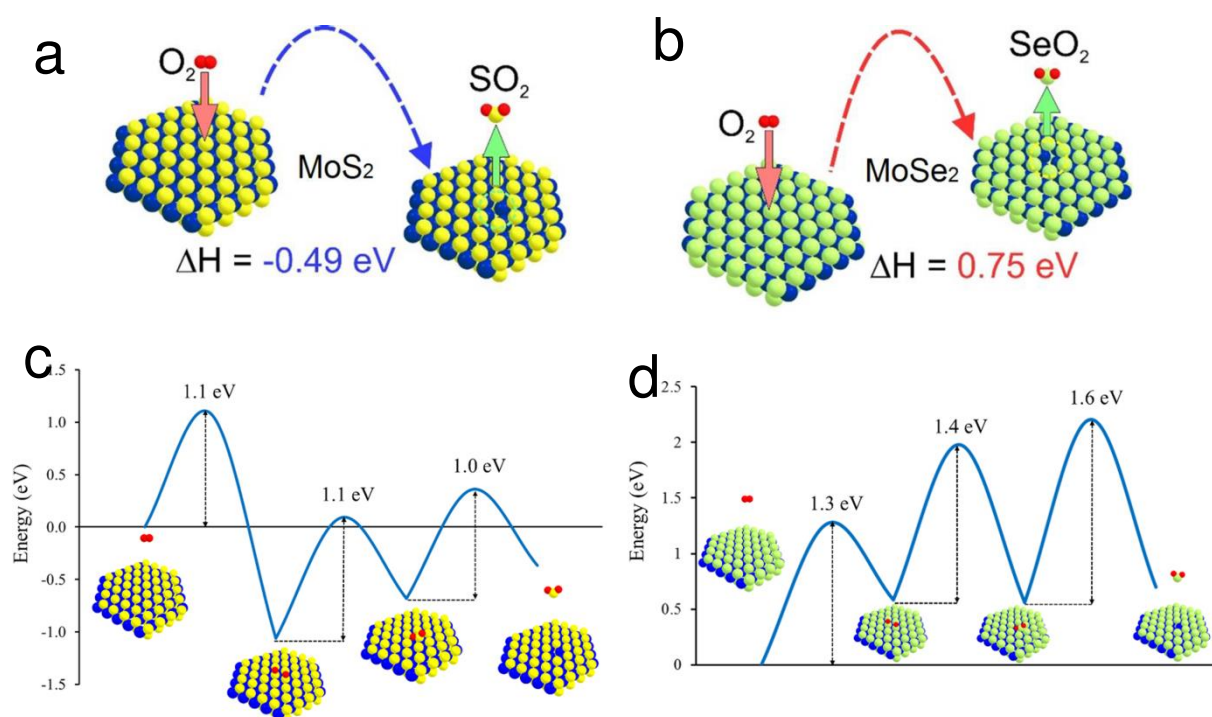 a
O2
SO2
MoS2
ΔH = -0.49 eV
b
O2
SeO2
MoSe2
ΔH = 0.75 eV
c
Energy (eV)
1.5
1.0
0.5
0.0
-0.5
-1.0
-1.5
1.1 eV
1.1 eV
1.0 eV
d
Energy (eV)
2.5
2
1.5
1
0.5
0
1.3 eV
1.4 eV
1.6 eV